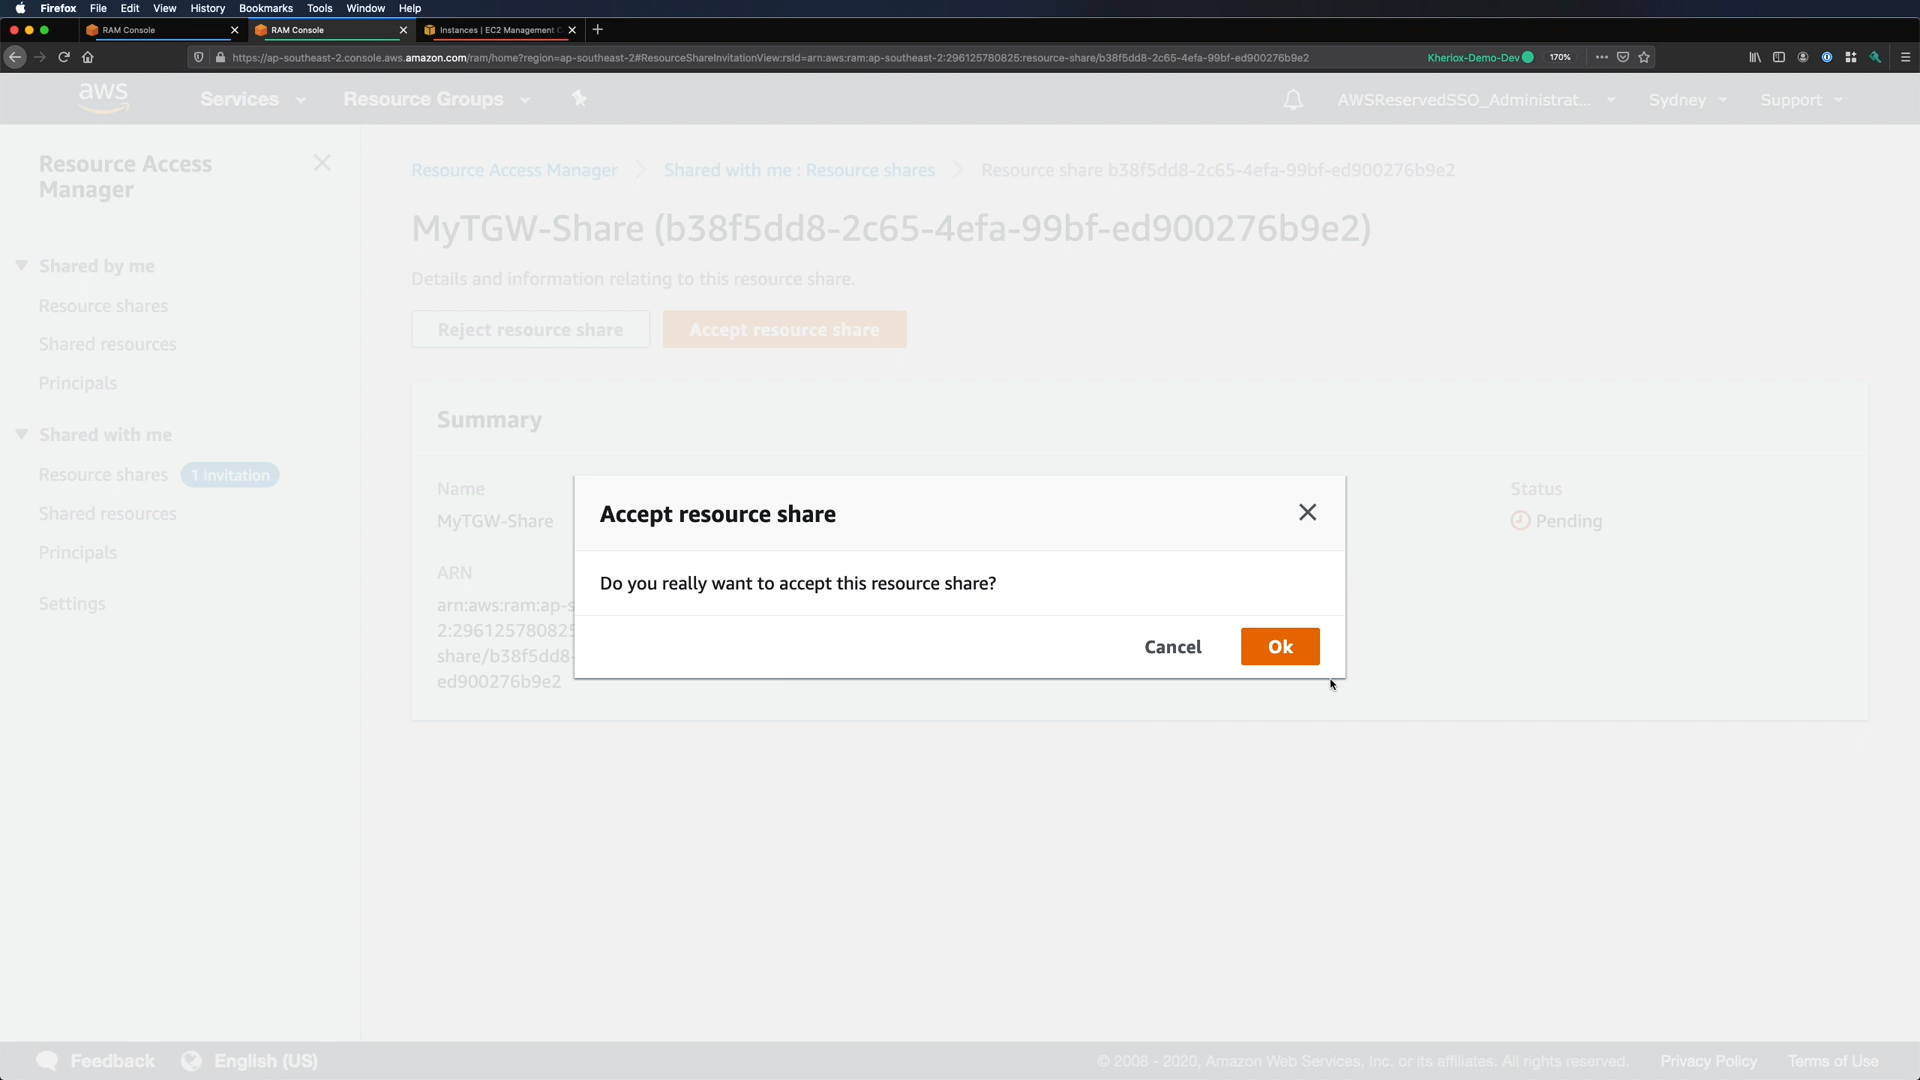 Firefox File Edit View History Bookmarks Tools Window Help
RAM Console
RAM Console
Instances | EC2 Management C
https://ap-southeast-2.console.aws.amazon.com/ram/home?region=ap-southeast-2#ResourceShareInvitationView:rsId=arn:aws:ram:ap-southeast-2:296125780825:resource-share/b38f5dd8-2c65-4efa-99bf-ed900276b9e2
Kheriox-Demo-Dev
170%
aws
Services
Resource Groups
AWSReservedSSO_Administrat...
Sydney
Support
Resource Access
Manager
Shared by me
Resource shares
Shared resources
Principals
Shared with me
Resource shares 1 invitation
Shared resources
Principals
Settings
Resource Access Manager
Shared with me : Resource shares
Resource share b38f5dd8-2c65-4efa-99bf-ed900276b9e2
MyTGW-Share (b38f5dd8-2c65-4efa-99bf-ed900276b9e2)
Details and information relating to this resource share.
Reject resource share
Accept resource share
Summary
Name
MyTGW-Share
ARN
arn:aws:ram:ap-s
2:296125780825
share/b38f5dd8-
ed900276b9e2
Status
Pending
Accept resource share
Do you really want to accept this resource share?
Cancel
Ok
Feedback
English (US)
© 2008 - 2020, Amazon Web Services, Inc. or its affiliates. All rights reserved.
Privacy Policy
Terms of Use